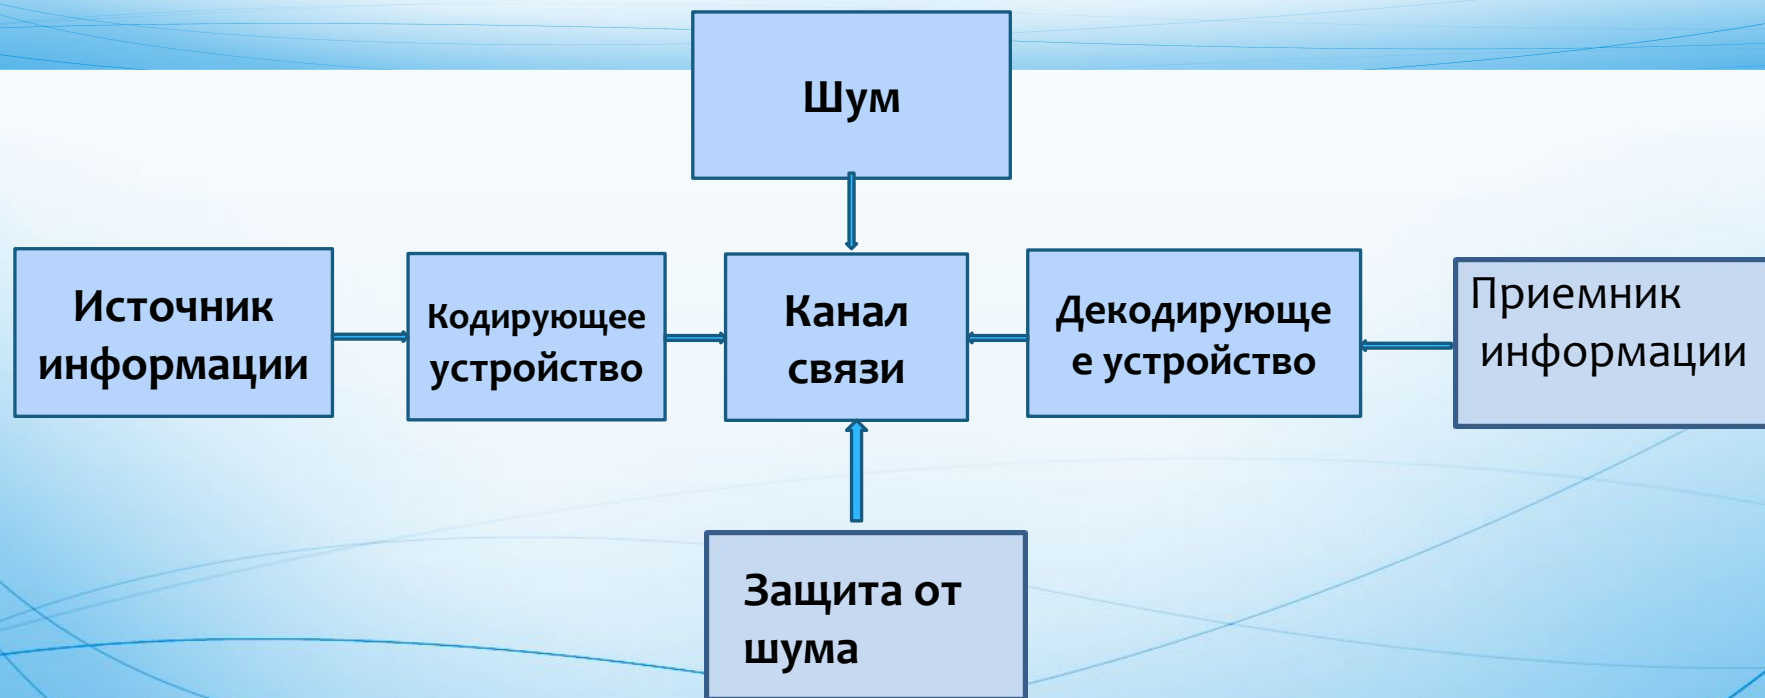 Шум
Источник
информации
Кодирующее
устройство
Канал
связи
Декодирующе
е устройство
Приемник
информации
Защита от
шума